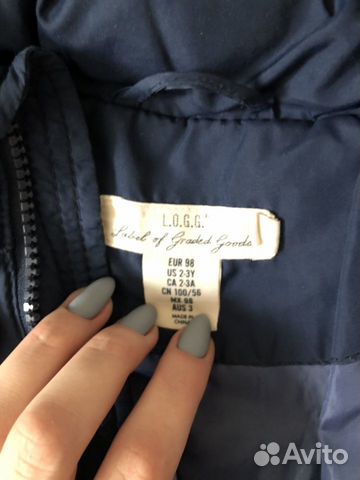 L.O.G.G.'
Label of Graded Goods
EUR 98
US 2-3Y
CA 2-3A
CN 100/56
MX 98
AUS 3
MADE IN
CHINA
Avito